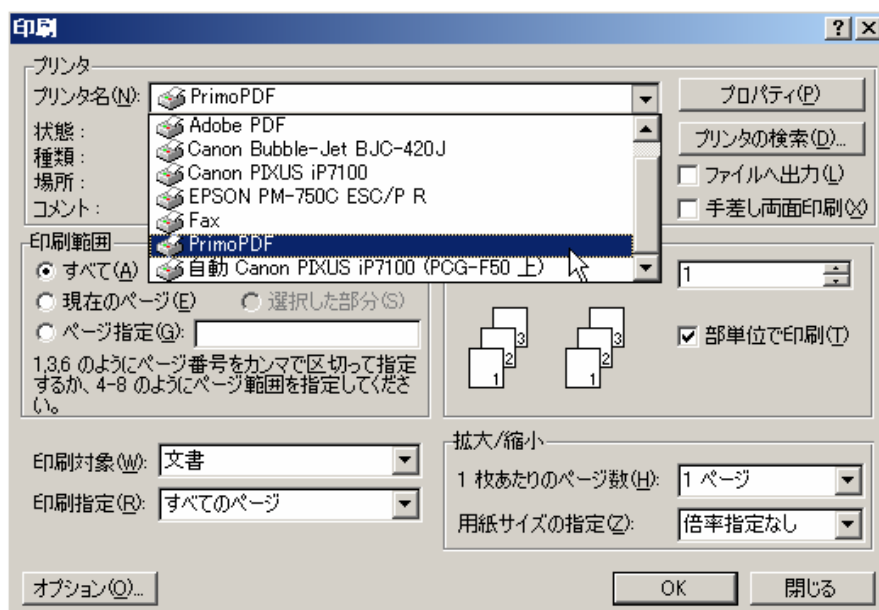 印刷
プリンタ
プリンタ名(N): PrimoPDF
プロパティ(P)
状態 :
Adobe PDF
Canon Bubble-Jet BJC-420J
プリンタの検索(D)...
種類 :
Canon PIXUS iP7100
場所 :
EPSON PM-750C ESC/P R
ファイルへ出力(L)
コメント :
Fax
手差し両面印刷(X)
PrimoPDF
自動 Canon PIXUS iP7100 (PCG-F50 上)
印刷範囲
すべて(A)
現在のページ(E) 選択した部分(S)
ページ指定(G):
1,3,6 のようにページ番号をカンマで区切って指定
するか、4-8 のようにページ範囲を指定してくださ
い。
1
部単位で印刷(T)
3 3
2 2
1 1
印刷対象(W): 文書
印刷指定(R): すべてのページ
拡大/縮小
1 枚あたりのページ数(H): 1 ページ
用紙サイズの指定(Z): 倍率指定なし
オプション(O)...
OK
閉じる